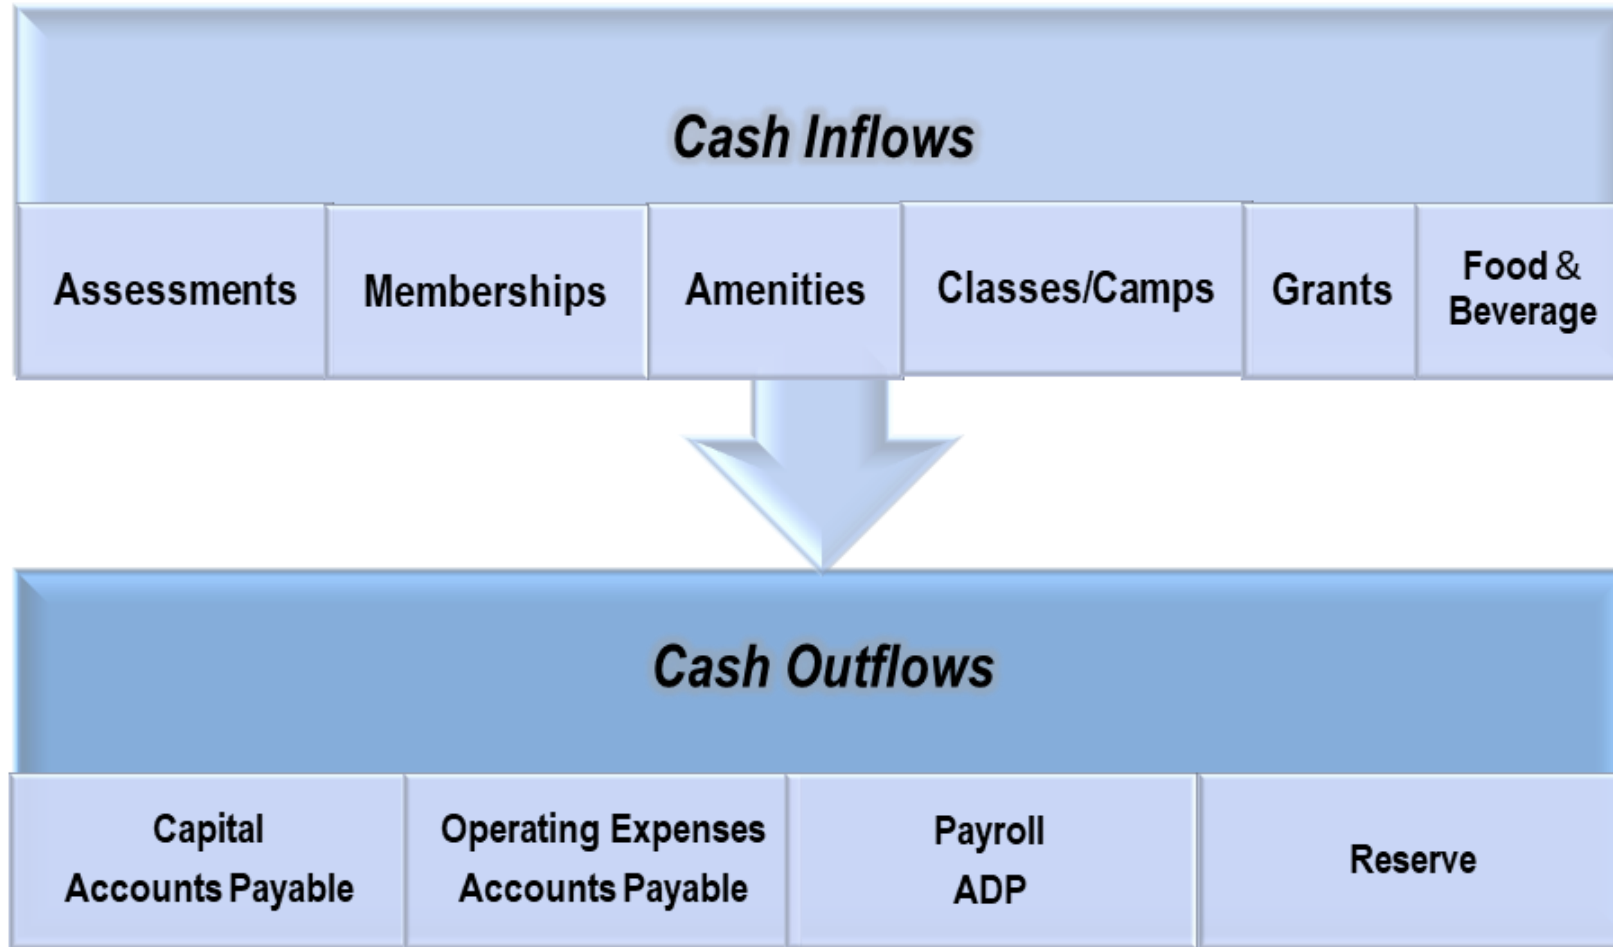 Cash Inflows
Assessments
Memberships
Amenities
Classes/Camps
Grants
Food &
Beverage
Cash Outflows
Capital
Accounts Payable
Operating Expenses
Accounts Payable
Payroll
ADP
Reserve